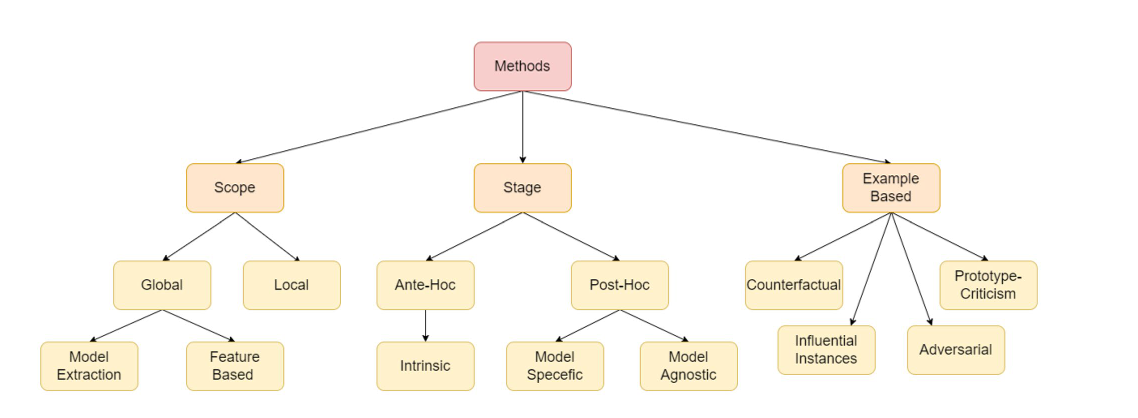 Methods
Scope
Stage
Example
Based
Global
Local
Ante-Hoc
Post-Hoc
Counterfactual
Prototype-
Criticism
Model
Extraction
Feature
Based
Intrinsic
Model
Specefic
Model
Agnostic
Influential
Instances
Adversarial